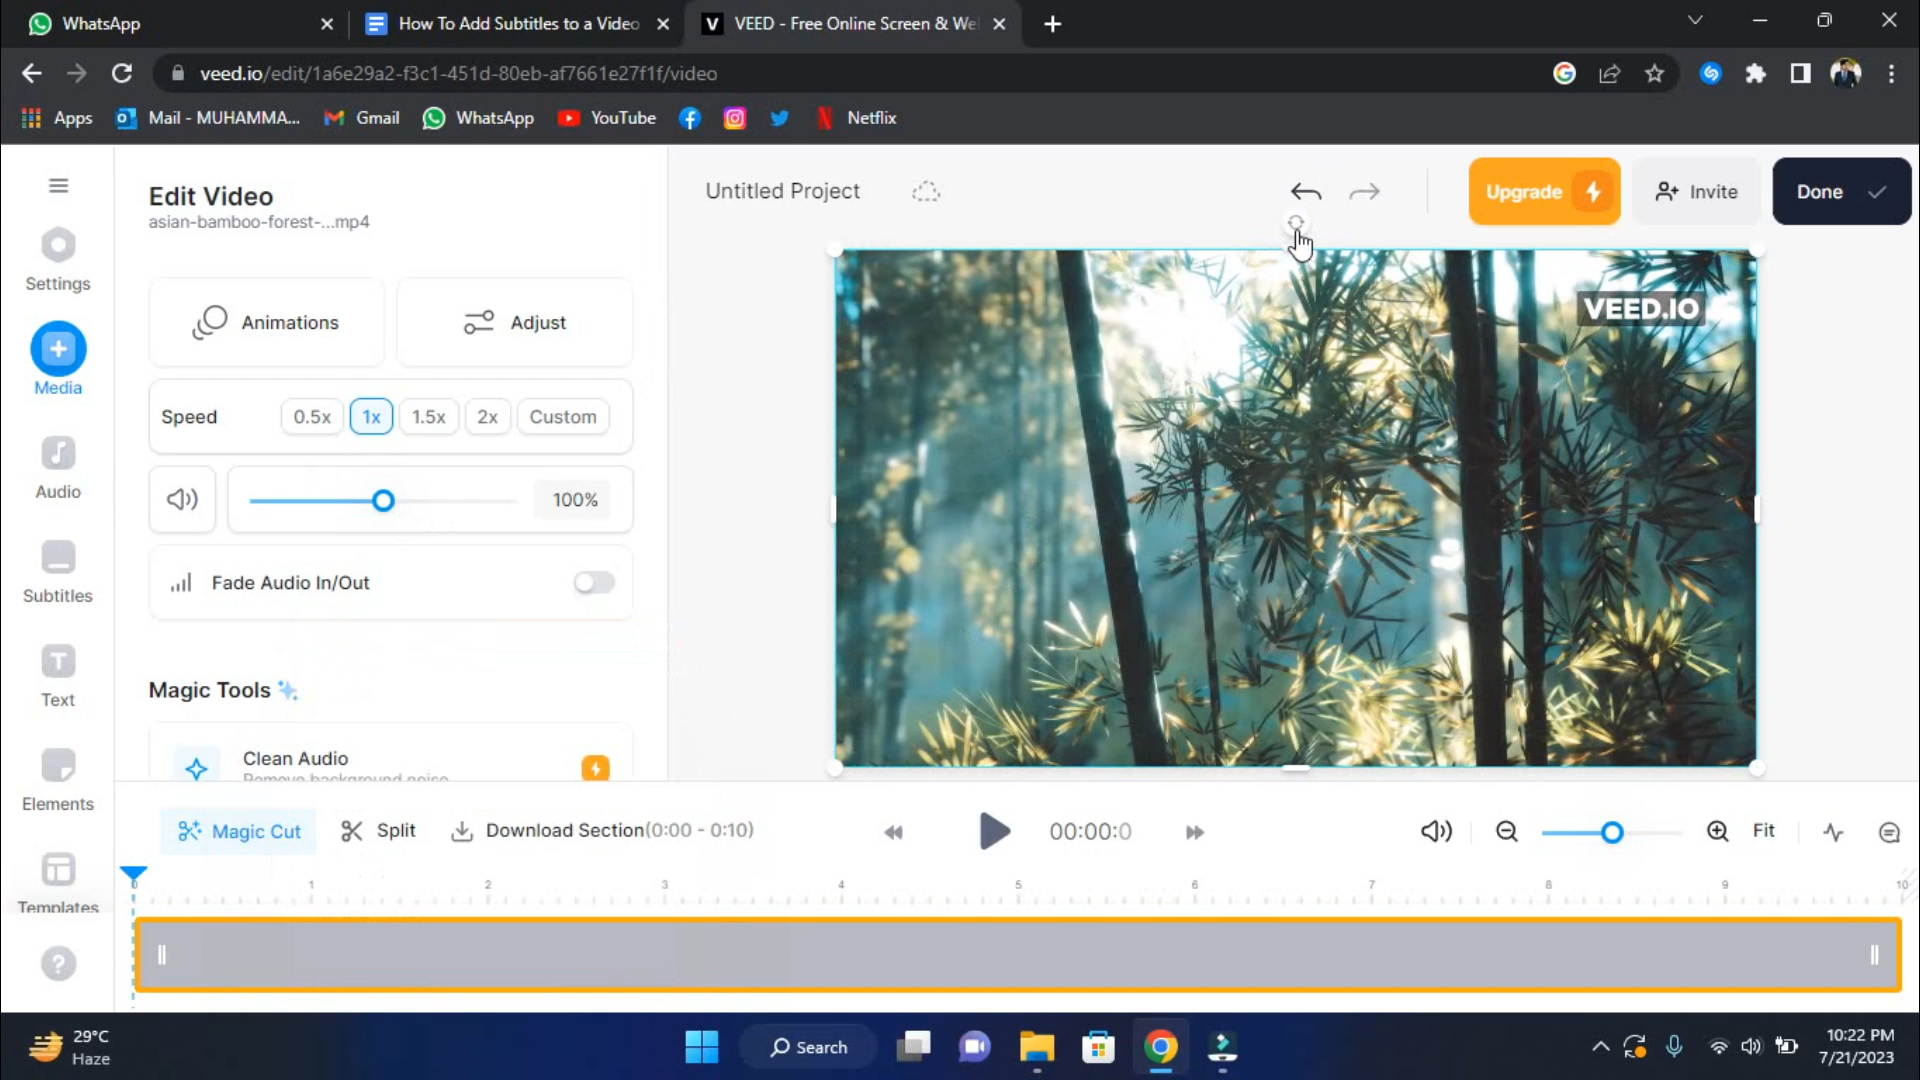 WhatsApp
How To Add Subtitles to a Video
VEED - Free Online Screen & We
veed.io/edit/1a6e29a2-f3c1-451d-80eb-af7661e27f1f/video
Apps
Mail - MUHAMMA...
Gmail
WhatsApp
YouTube
Netflix
Settings
Media
Audio
Subtitles
Text
Elements
Templates
Edit Video
asian-bamboo-forest-...mp4
Animations
Adjust
Speed
0.5x
1x
1.5x
2x
Custom
100%
Fade Audio In/Out
Magic Tools
Clean Audio
Remove background noise
Untitled Project
Upgrade
Invite
Done
VEED.IO
Magic Cut
Split
Download Section(0:00 - 0:10)
00:00:0
Fit
0 1 2 3 4 5 6 7 8 9 10
29°C
Haze
Search
10:22 PM
7/21/2023